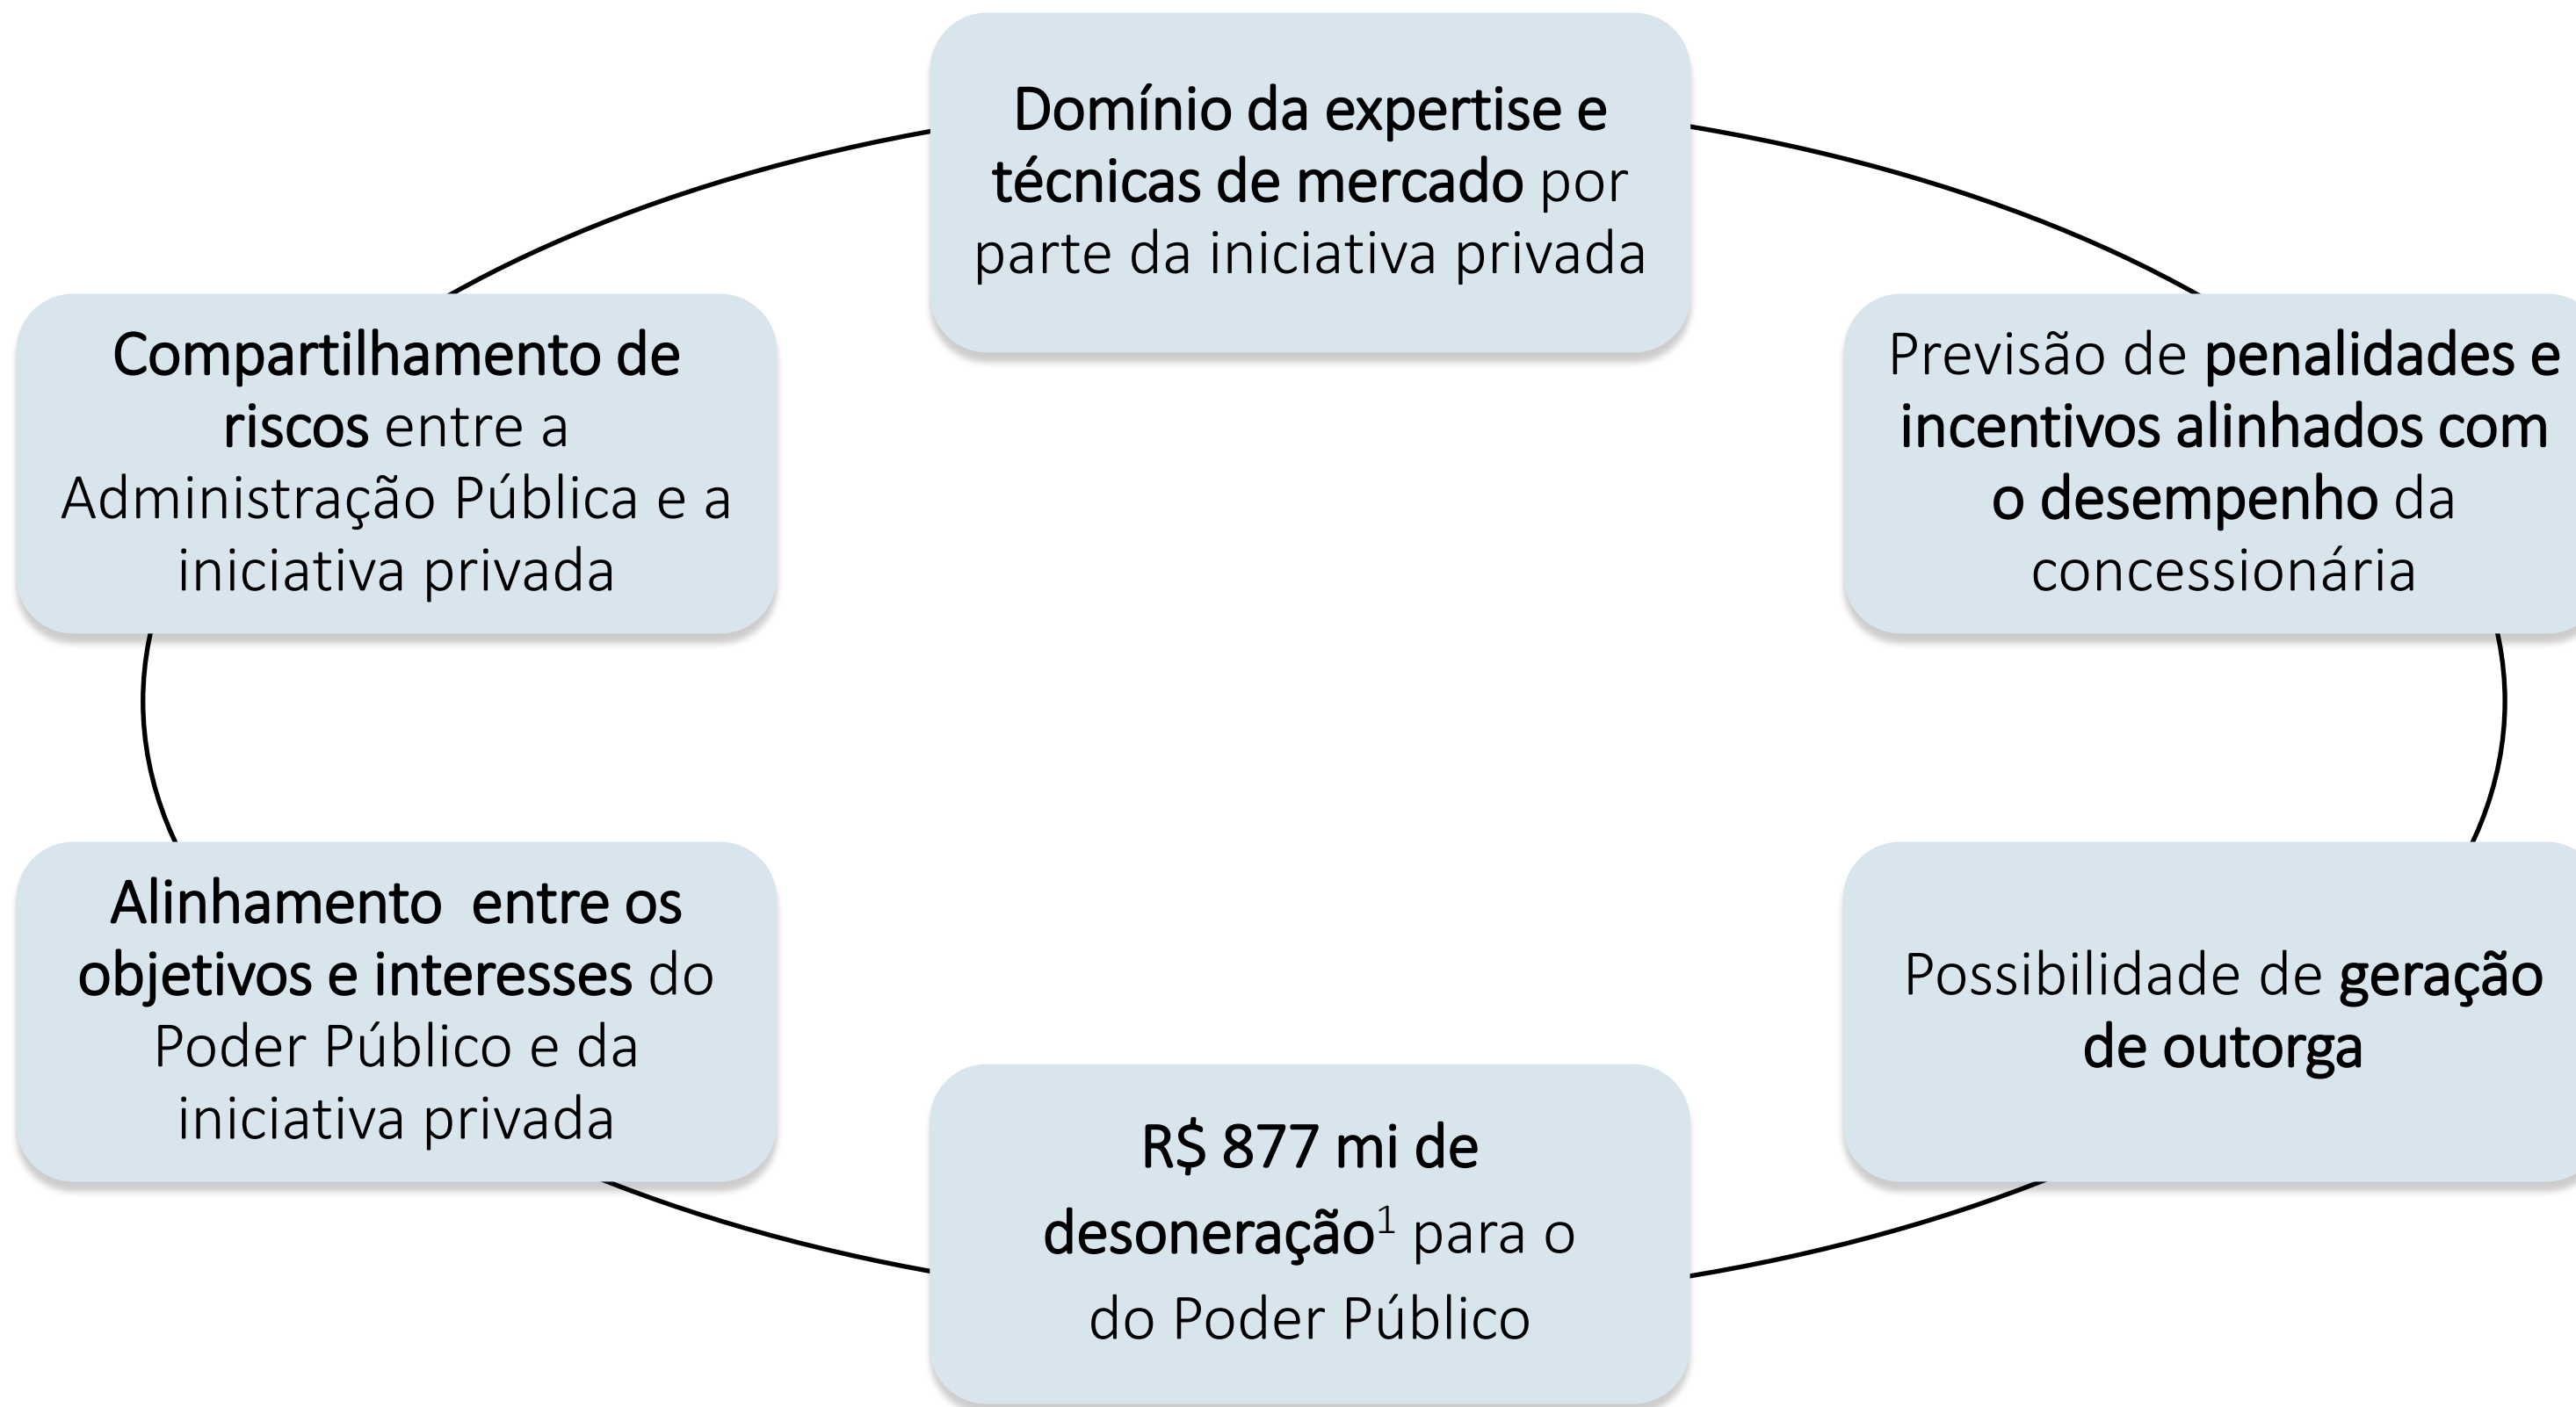 Domínio da expertise e
técnicas de mercado por
parte da iniciativa privada
Compartilhamento de
riscos entre a
Administração Pública e a
iniciativa privada
Previsão de penalidades e
incentivos alinhados com
o desempenho da
concessionária
Alinhamento  entre os
objetivos e interesses do
Poder Público e da
iniciativa privada
Possibilidade de geração
de outorga
R$ 877 mi de
desoneração¹ para o
do Poder Público